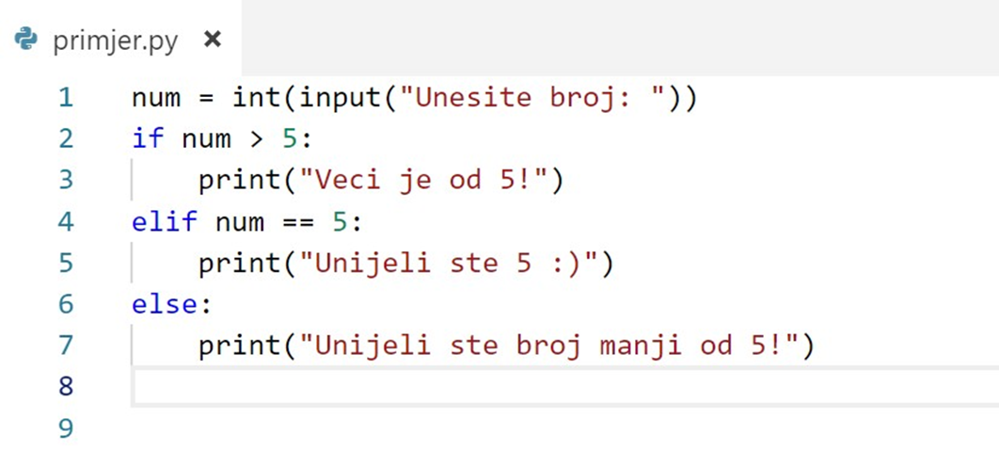 primjer.py ×
1 num = int(input("Unesite broj: "))
2 if num > 5:
3     print("Veci je od 5!")
4 elif num == 5:
5     print("Unijeli ste 5 :)")
6 else:
7     print("Unijeli ste broj manji od 5!")
8
9